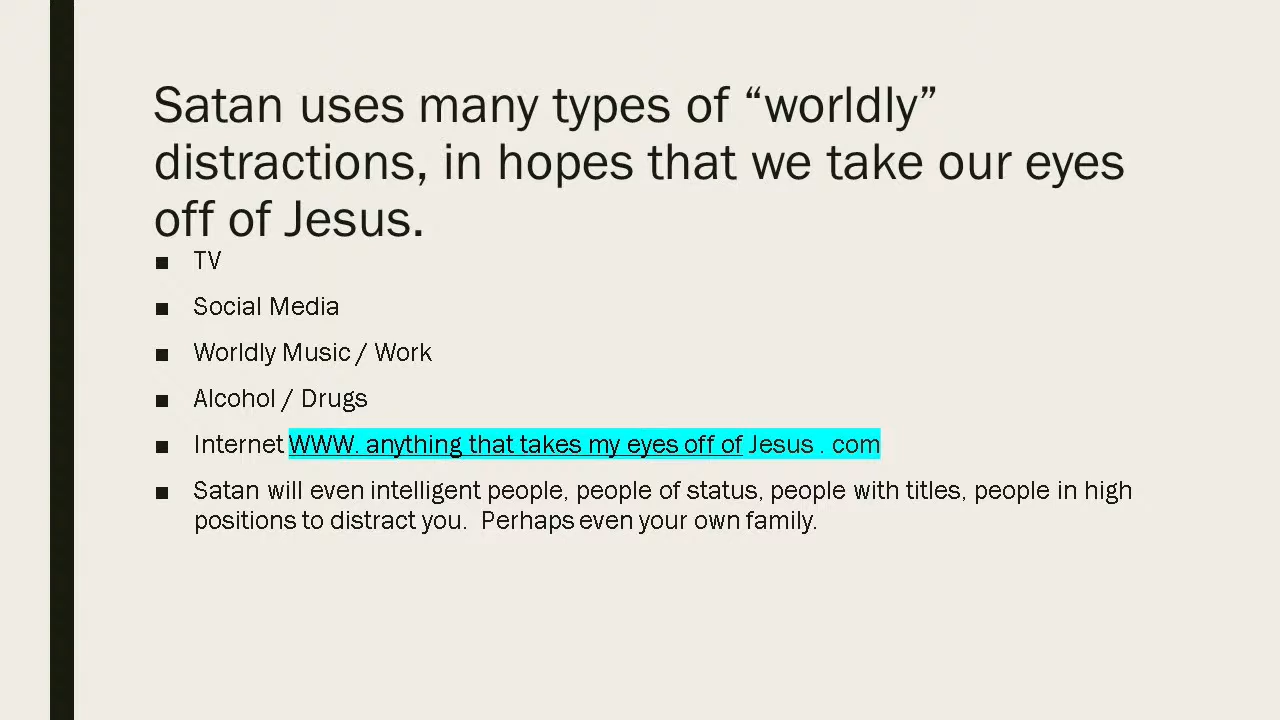 Satan uses many types of “worldly”
distractions, in hopes that we take our eyes
off of Jesus.
■ TV
■ Social Media
■ Worldly Music / Work
■ Alcohol / Drugs
■ Internet WWW. anything that takes my eyes off of Jesus . com
■ Satan will even intelligent people, people of status, people with titles, people in high
positions to distract you.  Perhaps even your own family.